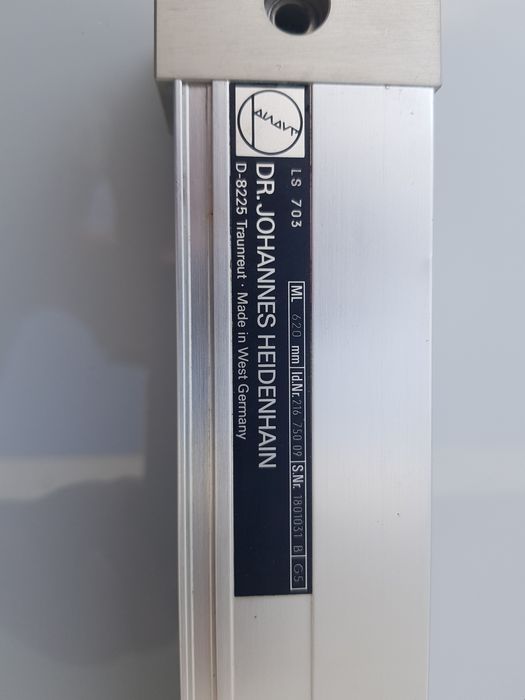 LS 703
ML 620 mm Id.Nr. 216 750 09 S.Nr. 1801031 B G5
DR. JOHANNES HEIDENHAIN
D-8225 Traunreut · Made in West Germany